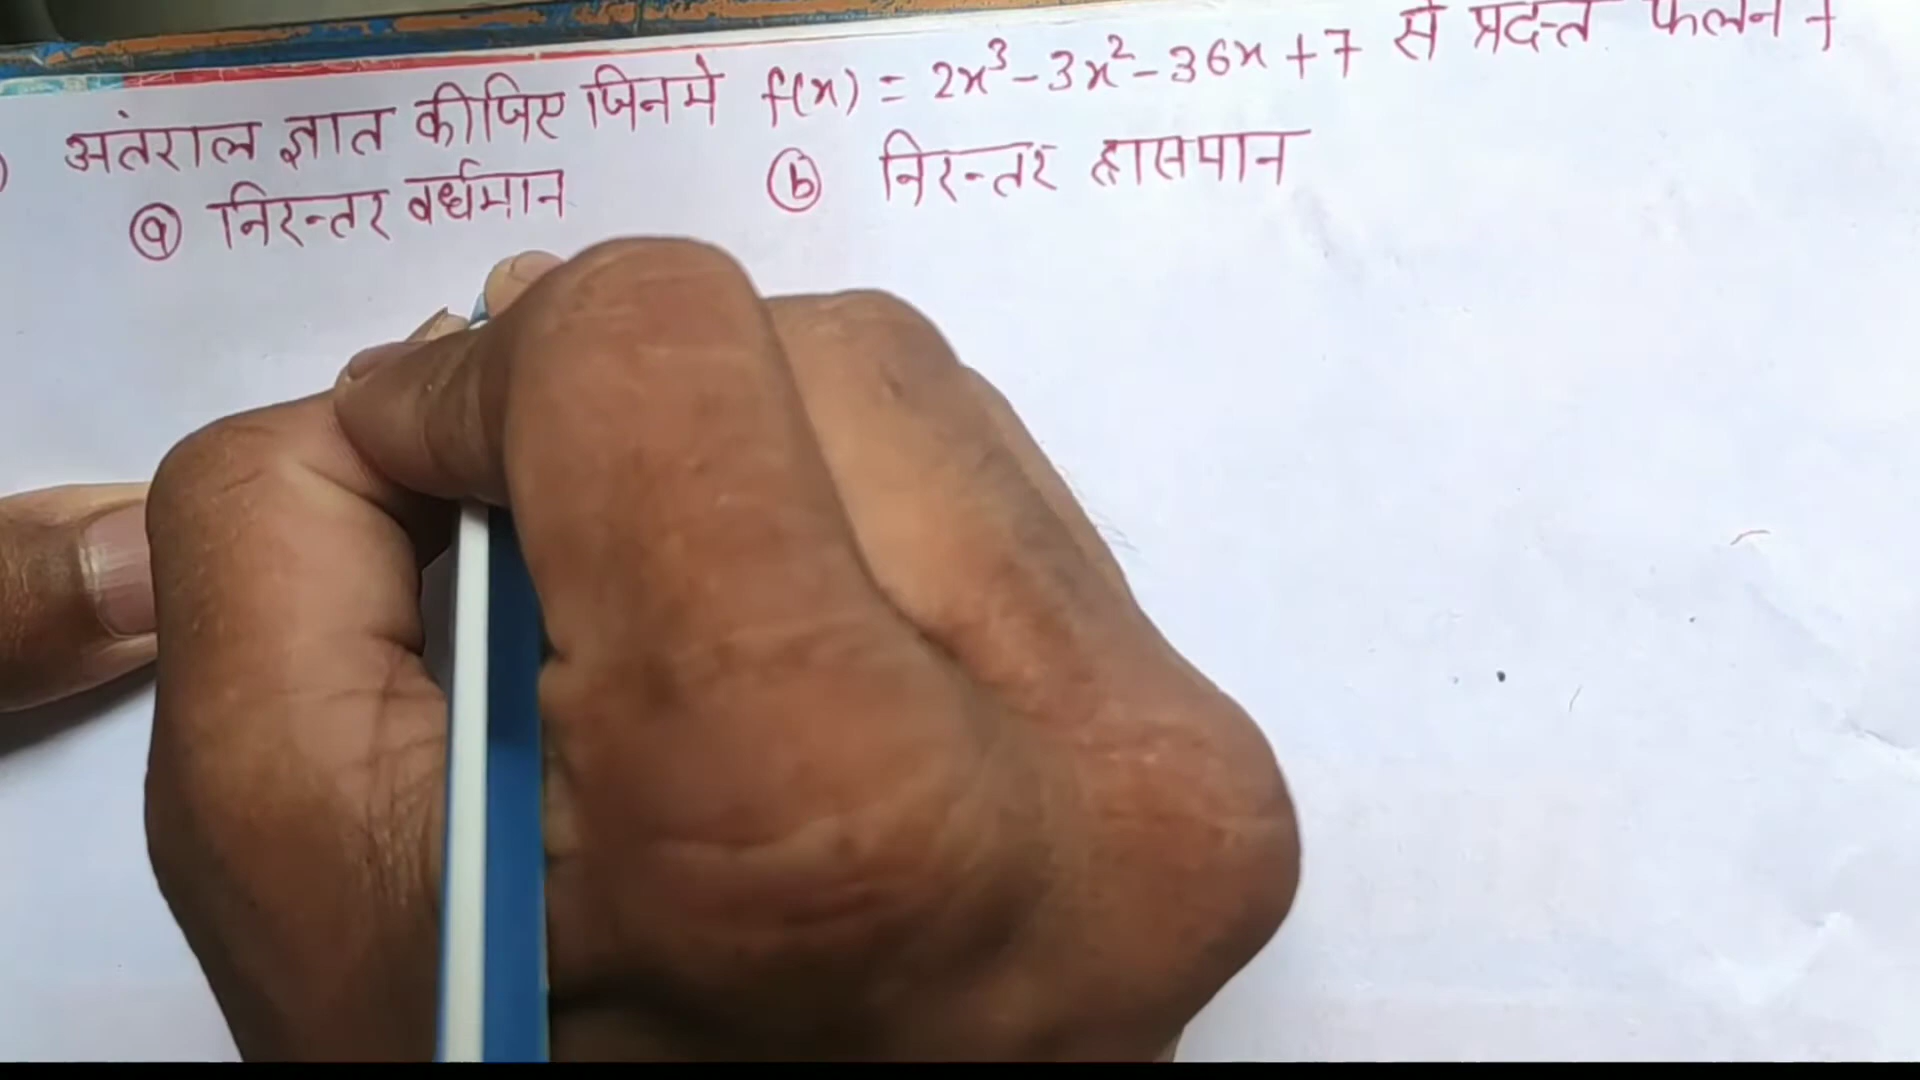 अंतराल ज्ञात कीजिए जिनमे f(x) = 2x³-3x²-36x+7 से प्रदत्त फलन f
ⓐ निरन्तर वर्धमान ⓑ निरन्तर ह्रासमान